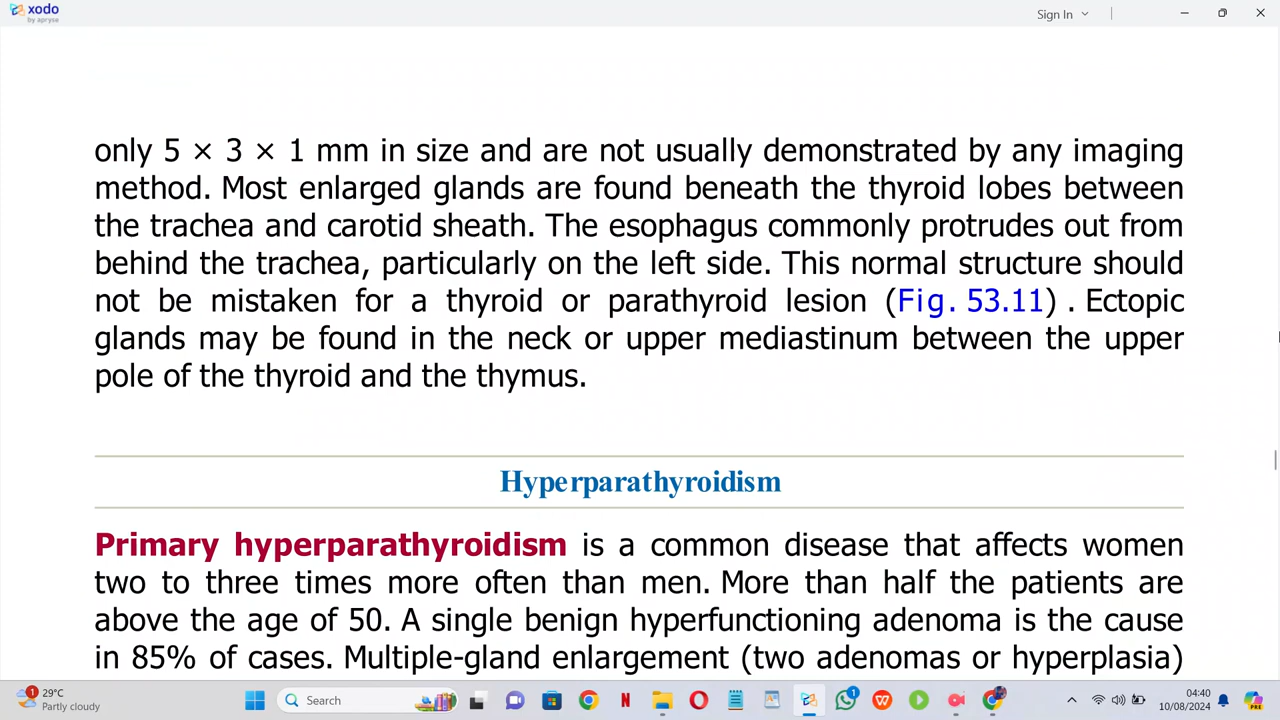 xodo
by apryse
Sign In
only 5 × 3 × 1 mm in size and are not usually demonstrated by any imaging
method. Most enlarged glands are found beneath the thyroid lobes between
the trachea and carotid sheath. The esophagus commonly protrudes out from
behind the trachea, particularly on the left side. This normal structure should
not be mistaken for a thyroid or parathyroid lesion (Fig. 53.11) . Ectopic
glands may be found in the neck or upper mediastinum between the upper
pole of the thyroid and the thymus.
Hyperparathyroidism
Primary hyperparathyroidism is a common disease that affects women
two to three times more often than men. More than half the patients are
above the age of 50. A single benign hyperfunctioning adenoma is the cause
in 85% of cases. Multiple-gland enlargement (two adenomas or hyperplasia)
1
29°C
Partly cloudy
Search
N
1
W
04:40
10/08/2024
PRE